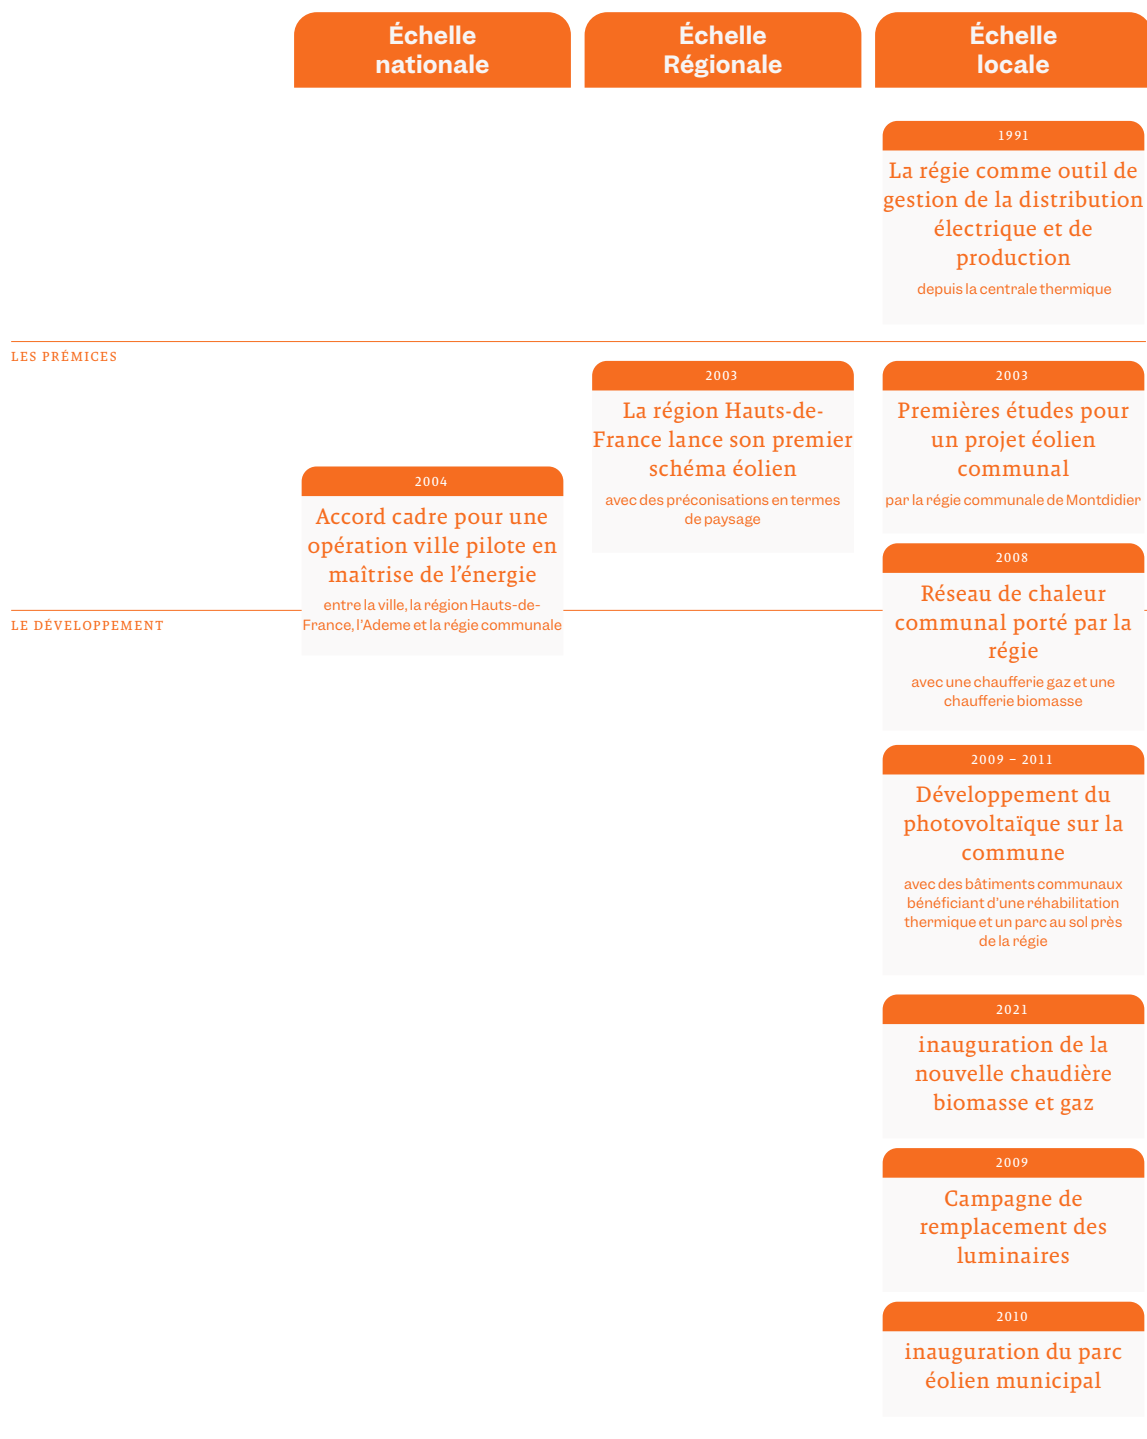 Échelle
nationale
Échelle
Régionale
Échelle
locale
1991
La régie comme outil de
gestion de la distribution
électrique et de
production
depuis la centrale thermique
LES PRÉMICES
2003
La région Hauts-de-
France lance son premier
schéma éolien
avec des préconisations en termes
de paysage
2003
Premières études pour
un projet éolien
communal
par la régie communale de Montdidier
2004
Accord cadre pour une
opération ville pilote en
maîtrise de l’énergie
entre la ville, la région Hauts-de-
France, l’Ademe et la régie communale
LE DÉVELOPPEMENT
2008
Réseau de chaleur
communal porté par la
régie
avec une chaufferie gaz et une
chaufferie biomasse
2009 – 2011
Développement du
photovoltaïque sur la
commune
avec des bâtiments communaux
bénéficiant d’une réhabilitation
thermique et un parc au sol près
de la régie
2021
inauguration de la
nouvelle chaudière
biomasse et gaz
2009
Campagne de
remplacement des
luminaires
2010
inauguration du parc
éolien municipal